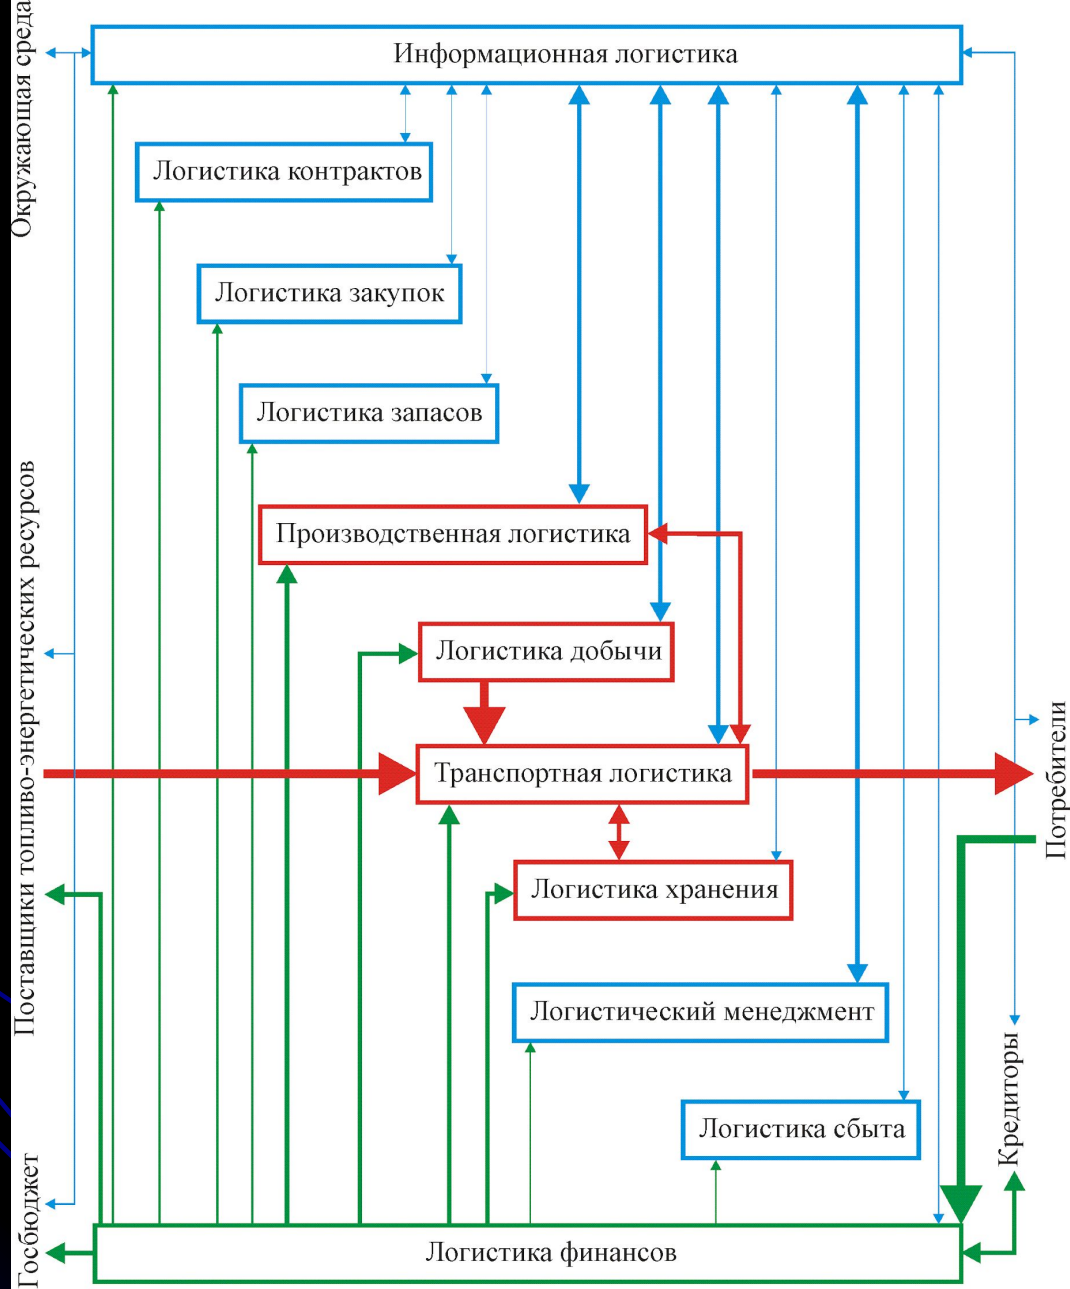 Окружающая среда
Информационная логистика
Логистика контрактов
Логистика закупок
Логистика запасов
Поставщики топливо-энергетических ресурсов
Производственная логистика
Логистика добычи
Транспортная логистика
Потребители
Логистика хранения
Логистический менеджмент
Кредиторы
Логистика сбыта
Госбюджет
Логистика финансов